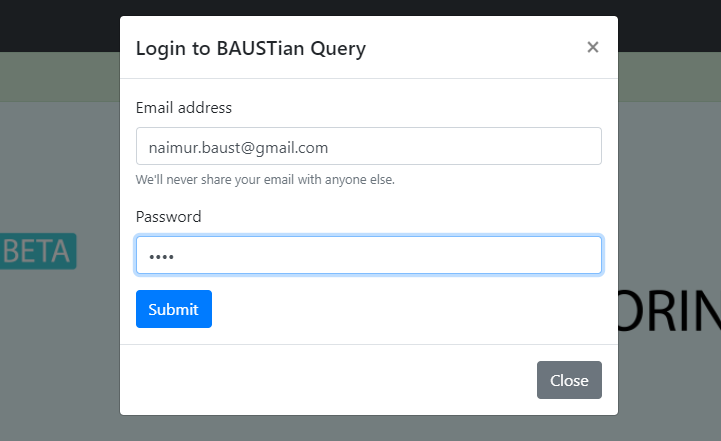 Login to BAUSTian Query ×
Email address
naimur.baust@gmail.com
We'll never share your email with anyone else.
Password
••••
BETA
Submit
ORIN
Close